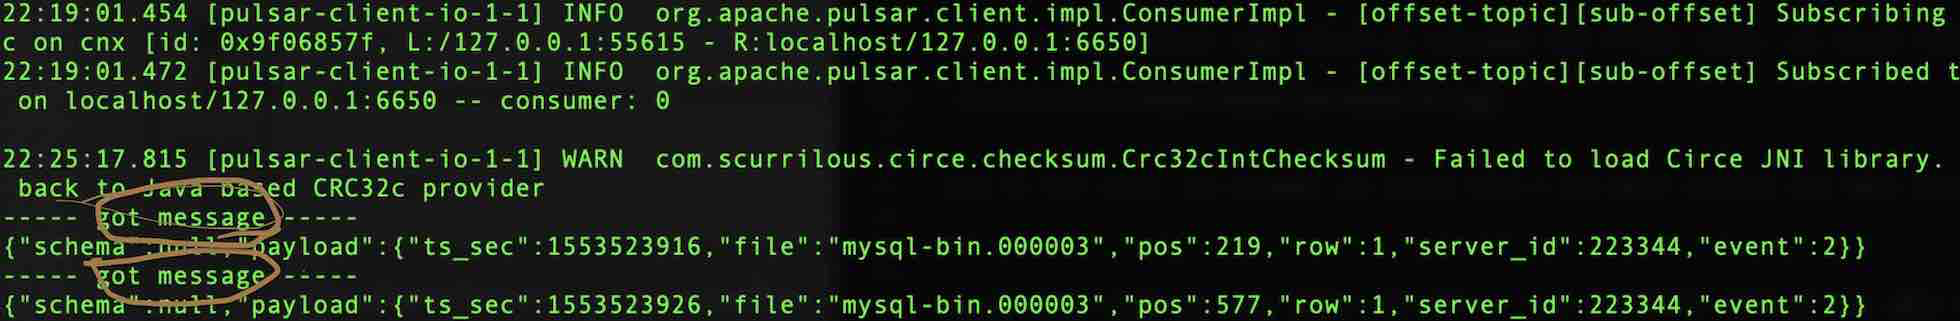 22:19:01.454 [pulsar-client-io-1-1] INFO  org.apache.pulsar.client.impl.ConsumerImpl - [offset-topic][sub-offset] Subscribing
c on cnx [id: 0x9f06857f, L:/127.0.0.1:55615 - R:localhost/127.0.0.1:6650]
22:19:01.472 [pulsar-client-io-1-1] INFO  org.apache.pulsar.client.impl.ConsumerImpl - [offset-topic][sub-offset] Subscribed t
 on localhost/127.0.0.1:6650 -- consumer: 0
22:25:17.815 [pulsar-client-io-1-1] WARN  com.scurrilous.circe.checksum.Crc32cIntChecksum - Failed to load Circe JNI library.
 back to Java based CRC32c provider
----- got message -----
{"schema":null,"payload":{"ts_sec":1553523916,"file":"mysql-bin.000003","pos":219,"row":1,"server_id":223344,"event":2}}
----- got message -----
{"schema":null,"payload":{"ts_sec":1553523926,"file":"mysql-bin.000003","pos":577,"row":1,"server_id":223344,"event":2}}